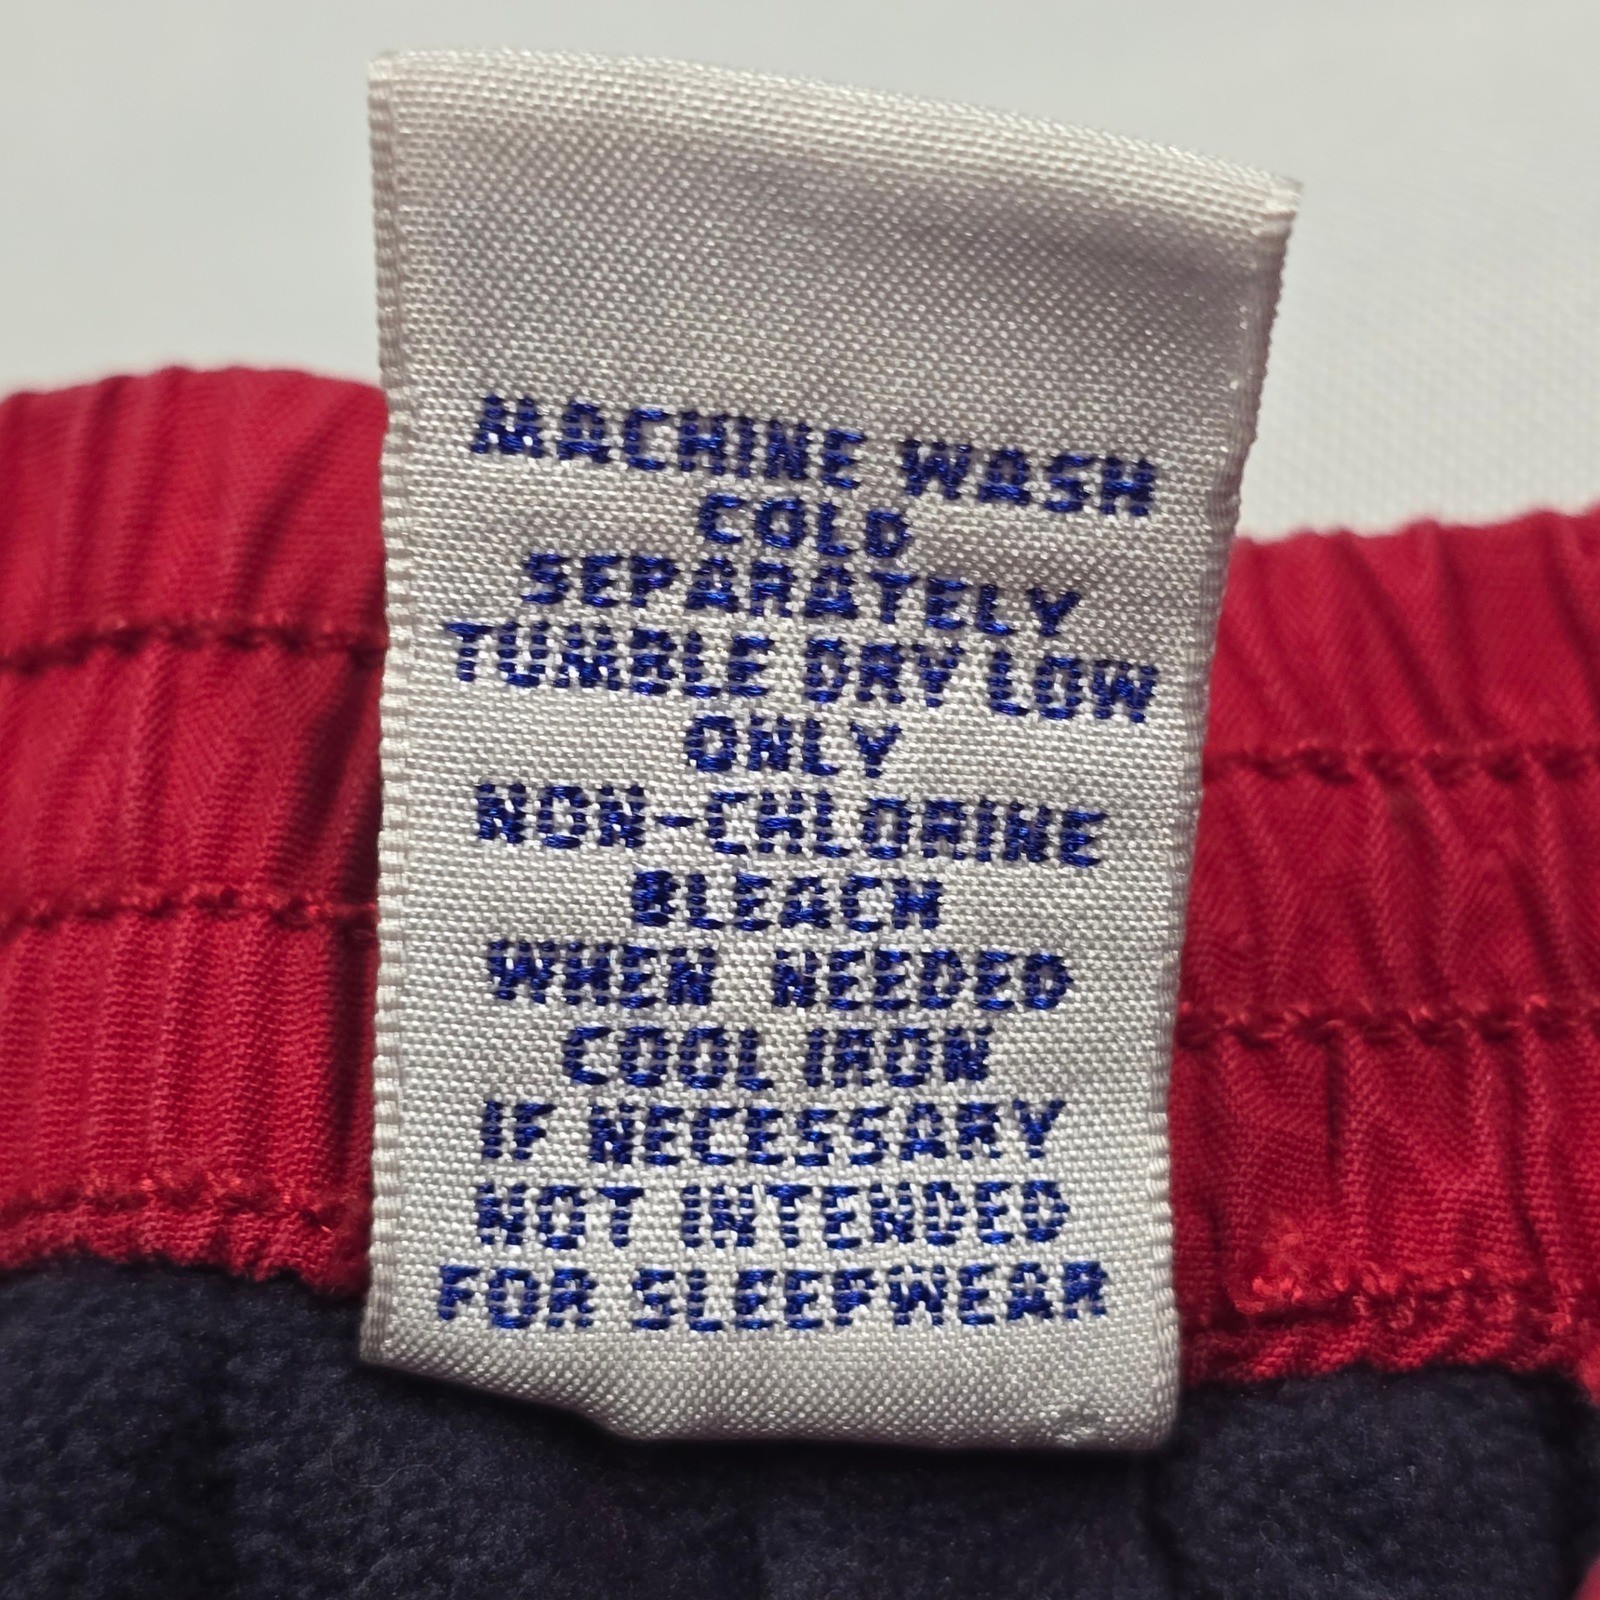 MACHINE WASH
COLD
SEPARATELY
TUMBLE DRY LOW
ONLY
NON-CHLORINE
BLEACH
WHEN NEEDED
COOL IRON
IF NECESSARY
NOT INTENDED
FOR SLEEPWEAR